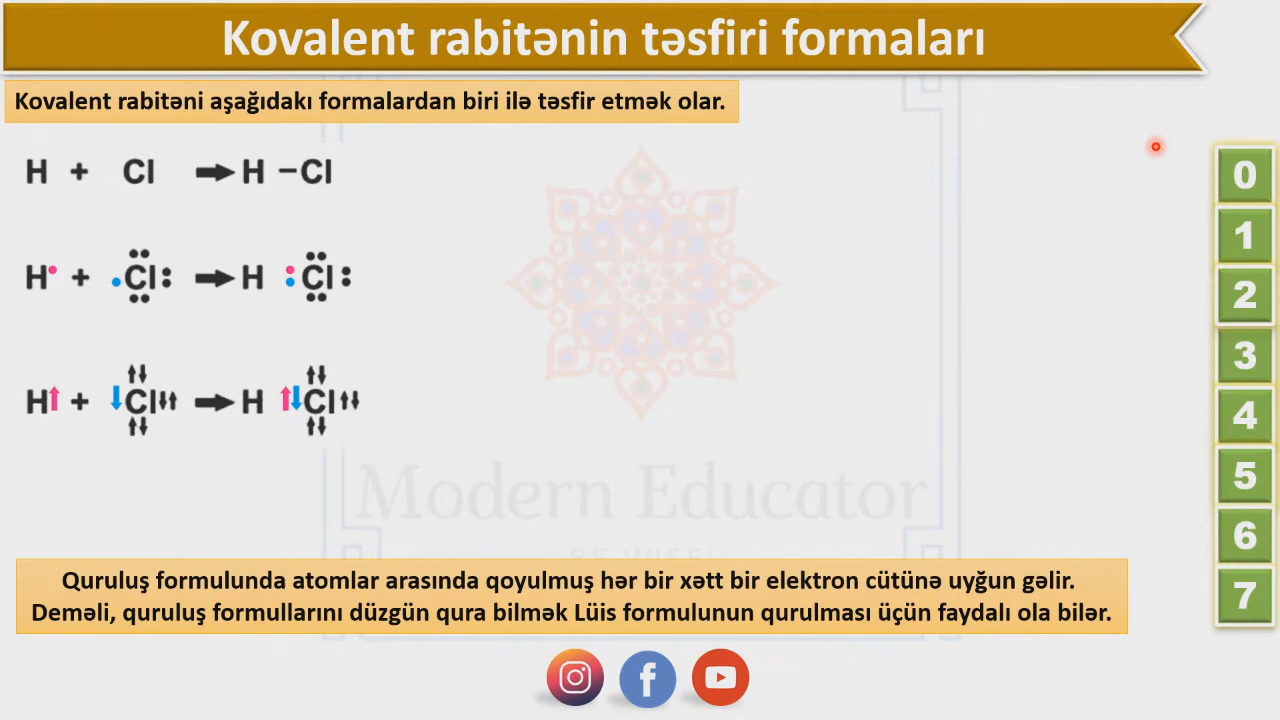 Kovalent rabitənin təsfiri formaları
Kovalent rabitəni aşağıdakı formalardan biri ilə təsfir etmək olar.
H + Cl → H – Cl
H• + •Cl → H Cl
H↑ + ↓Cl → H ↑↓Cl
Modern Educator
BE WISE!
Quruluş formulunda atomlar arasında qoyulmuş hər bir xətt bir elektron cütünə uyğun gəlir.
Deməli, quruluş formullarını düzgün qura bilmək Lüis formulunun qurulması üçün faydalı ola bilər.
0
1
2
3
4
5
6
7